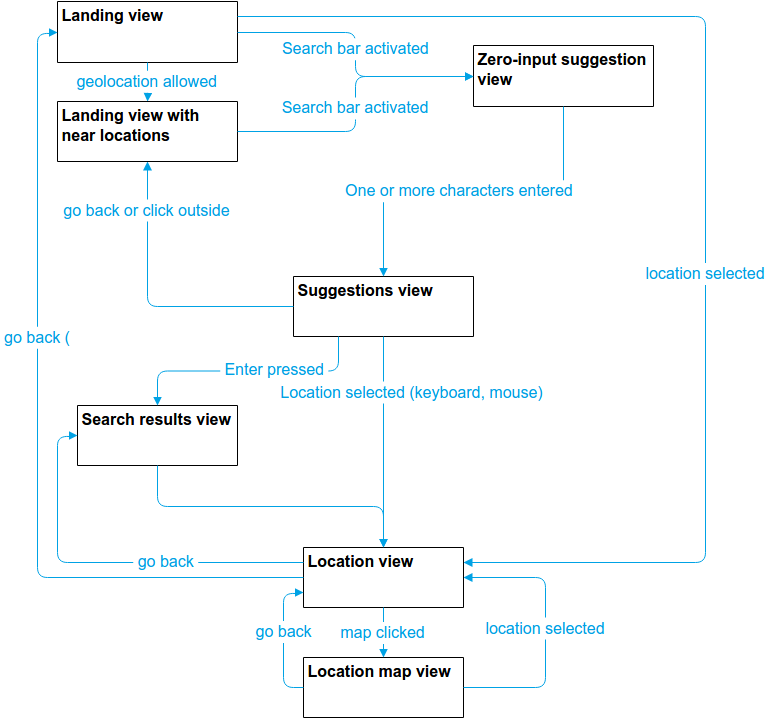 Landing view
Search bar activated
Zero-input suggestion
view
geolocation allowed
Search bar activated
Landing view with
near locations
One or more characters entered
go back or click outside
location selected
Suggestions view
go back (
Enter pressed
Location selected (keyboard, mouse)
Search results view
go back
Location view
go back
map clicked
location selected
Location map view